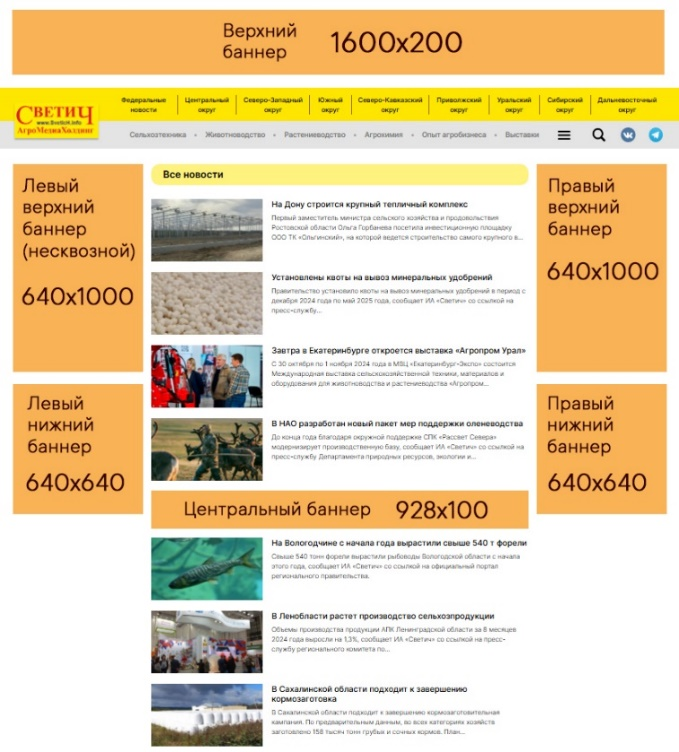 Верхний
баннер
1600x200
СВЕТИЧ
www.Svetich.info
АгроМедиаХолдинг
Федеральные
новости
Центральный
округ
Северо-Западный
округ
Южный
округ
Северо-Кавказский
округ
Приволжский
округ
Уральский
округ
Сибирский
округ
Дальневосточный
округ
Сельхозтехника • Животноводство • Растениеводство • Агрохимия • Опыт агробизнеса • Выставки
Левый
верхний
баннер
(несквозной)
640x1000
Все новости
На Дону строится крупный тепличный комплекс
Первый заместитель министра сельского хозяйства и продовольствия
Ростовской области Ольга Горбанева посетила инвестиционную площадку
ООО ТК «Ольгинский», на которой ведется строительство самого крупного в...
Установлены квоты на вывоз минеральных удобрений
Правительство установило квоты на вывоз минеральных удобрений в период с
декабря 2024 года по май 2025 года, сообщает ИА «Светич» со ссылкой на
пресс-службу...
Завтра в Екатеринбурге откроется выставка «Агропром Урал»
С 30 октября по 1 ноября 2024 года в МВЦ «Екатеринбург-Экспо» состоится
Международная выставка сельскохозяйственной техники, материалов и
оборудования для животноводства и растениеводства «Агропром...
В НАО разработан новый пакет мер поддержки оленеводства
До конца года благодаря окружной поддержке СПК «Рассвет Севера»
модернизирует производственную базу, сообщает ИА «Светич» со ссылкой на
пресс-службу Департамента природных ресурсов, экологии и...
Правый
верхний
баннер
640x1000
Левый
нижний
баннер
640x640
Правый
нижний
баннер
640x640
Центральный баннер 928x100
На Вологодчине с начала года вырастили свыше 540 т форели
Свыше 540 тонн форели вырастили рыбоводы Вологодской области с начала
этого года, сообщает ИА «Светич» со ссылкой на официальный портал
регионального правительства.
В Ленобласти растет производство сельхозпродукции
Объемы производства продукции АПК Ленинградской области за 8 месяцев
2024 года выросли на 1,3%, сообщает ИА «Светич» со ссылкой на пресс-
службу регионального комитета по...
В Сахалинской области подходит к завершению
кормозаготовка
В Сахалинской области подходит к завершению кормозаготовительная
кампания. По предварительным данным, во всех категориях хозяйств
заготовлено 158 тысяч тонн грубых и сочных кормов. План...